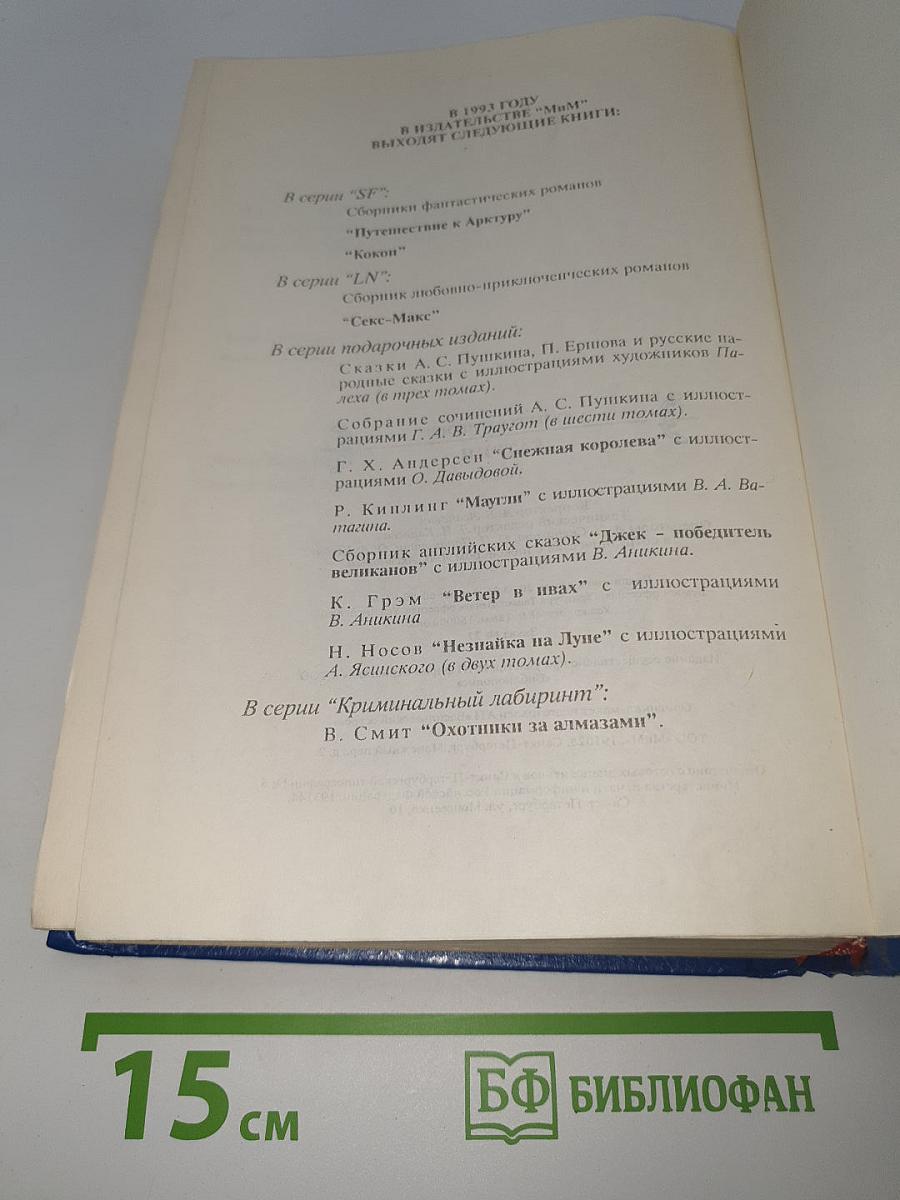 В 1993 ГОДУ
В ИЗДАТЕЛЬСТВЕ “МиМ”
ВЫХОДЯТ СЛЕДУЮЩИЕ КНИГИ:
В серии “SF”:
Сборники фантастических романов
“Путешествие к Арктуру”
“Кокон”
В серии “LN”:
Сборник любовно-приключенческих романов
“Секс-Макс”
В серии подарочных изданий:
Сказки А. С. Пушкина, П. Ершова и русские на-
родные сказки с иллюстрациями художников Па-
леха (в трех томах).
Собрание сочинений А. С. Пушкина с иллюст-
рациями Г. А. В. Траугот (в шести томах).
Г. Х. Андерсен “Снежная королева” с иллюст-
рациями О. Давыдовой.
Р. Киплинг “Маугли” с иллюстрациями В. А. Ва-
тагина.
Сборник английских сказок “Джек – победитель
великанов” с иллюстрациями В. Аникина.
К. Грэм “Ветер в ивах” с иллюстрациями
В. Аникина
Н. Носов “Незнайка на Луне” с иллюстрациями
А. Ясинского (в двух томах).
В серии “Криминальный лабиринт”:
В. Смит “Охотники за алмазами”.
15 см
БФ БИБЛИОФАН